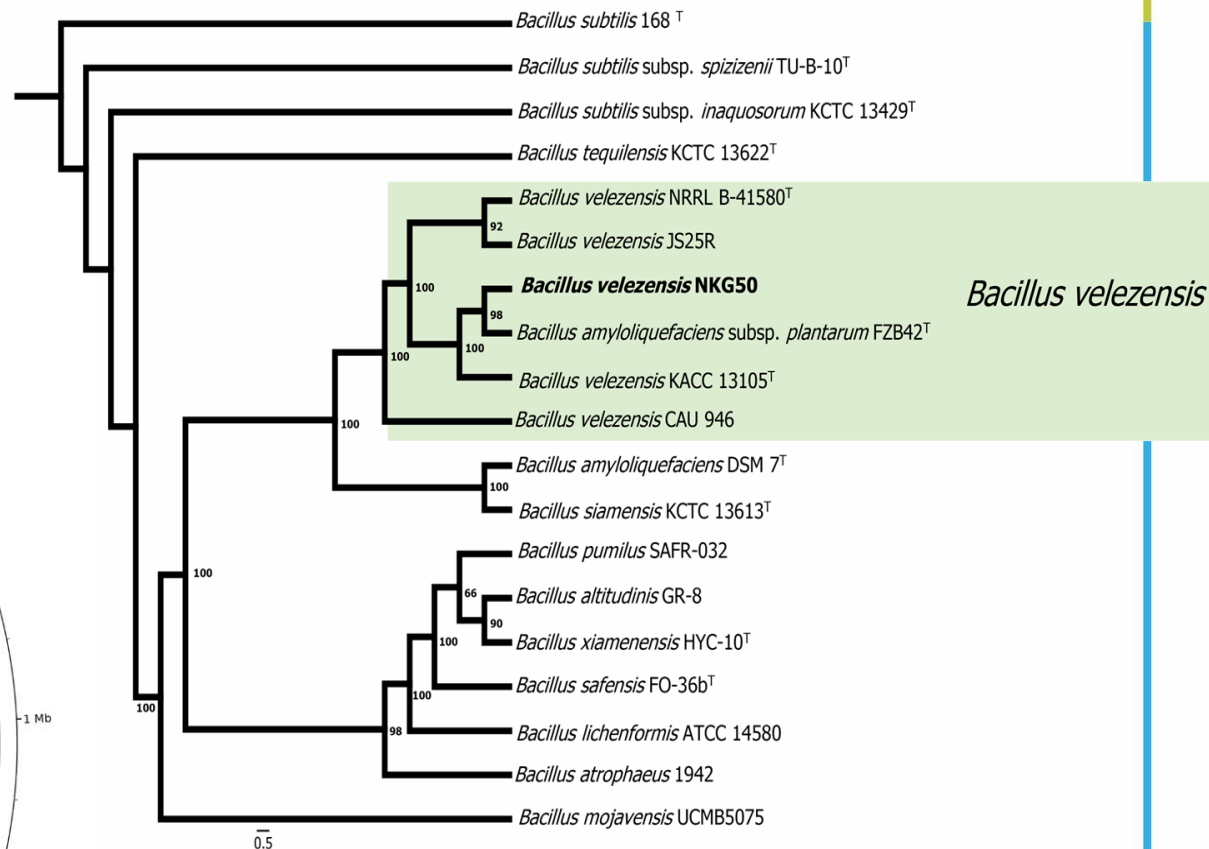 Bacillus subtilis 168 T
Bacillus subtilis subsp. spizizenii TU-B-10T
Bacillus subtilis subsp. inaquosorum KCTC 13429T
Bacillus tequilensis KCTC 13622T
Bacillus velezensis NRRL B-41580T
92
Bacillus velezensis JS25R
100
Bacillus velezensis NKG50
Bacillus velezensis
98
Bacillus amyloliquefaciens subsp. plantarum FZB42T
100
100
Bacillus velezensis KACC 13105T
Bacillus velezensis CAU 946
100
Bacillus amyloliquefaciens DSM 7T
100
Bacillus siamensis KCTC 13613T
Bacillus pumilus SAFR-032
100
66
Bacillus altitudinis GR-8
90
Bacillus xiamenensis HYC-10T
100
Bacillus safensis FO-36bT
100
100
1 Mb
98
Bacillus lichenformis ATCC 14580
Bacillus atrophaeus 1942
Bacillus mojavensis UCMB5075
0.5